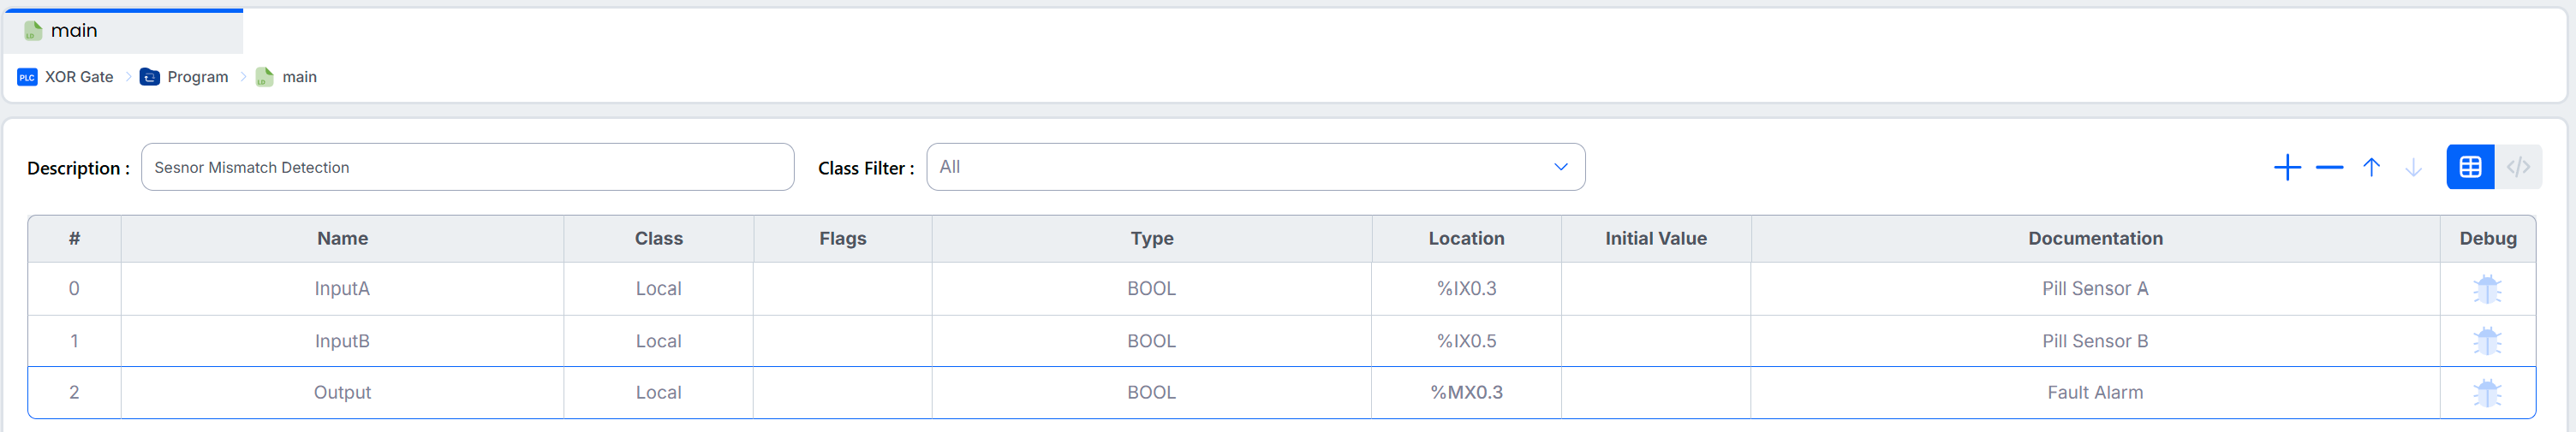 main
PLC XOR Gate > Program > LD main
Description : Sesnor Mismatch Detection Class Filter : All
# Name Class Flags Type Location Initial Value Documentation Debug
0 InputA Local BOOL %IX0.3 Pill Sensor A
1 InputB Local BOOL %IX0.5 Pill Sensor B
2 Output Local BOOL %MX0.3 Fault Alarm